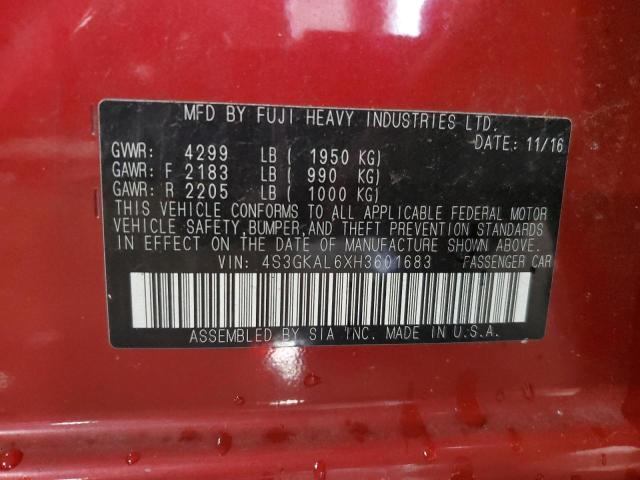 MFD BY FUJI HEAVY INDUSTRIES LTD.
DATE: 11/16
GVWR: 4299 LB ( 1950 KG)
GAWR: F 2183 LB ( 990 KG)
GAWR: R 2205 LB ( 1000 KG)
THIS VEHICLE CONFORMS TO ALL APPLICABLE FEDERAL MOTOR
VEHICLE SAFETY, BUMPER, AND THEFT PREVENTION STANDARDS
IN EFFECT ON THE DATE OF MANUFACTURE SHOWN ABOVE.
VIN: 4S3GKAL6XH3601683 PASSENGER CAR
ASSEMBLED BY SIA INC. MADE IN U.S.A.